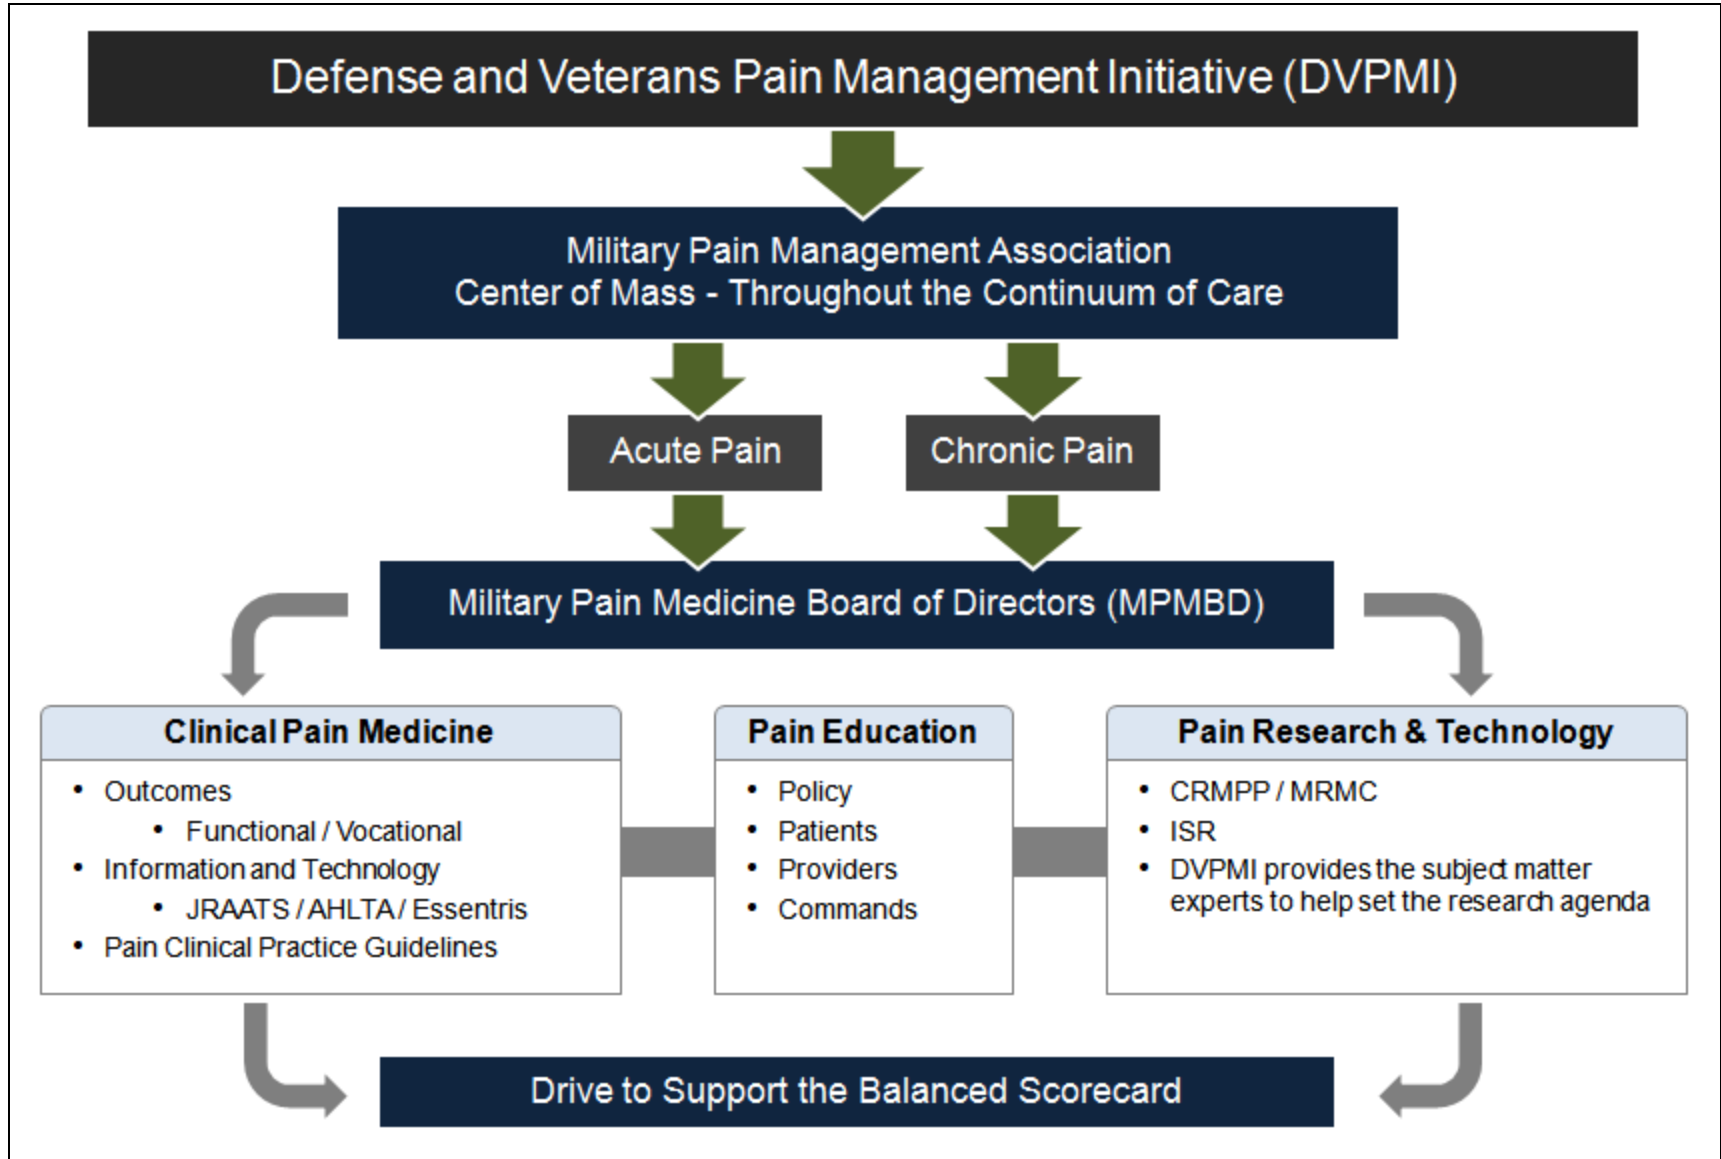 Defense and Veterans Pain Management Initiative (DVPMI)
Military Pain Management Association
Center of Mass - Throughout the Continuum of Care
Acute Pain
Chronic Pain
Military Pain Medicine Board of Directors (MPMBD)
Clinical Pain Medicine
• Outcomes
• Functional / Vocational
• Information and Technology
• JRAATS / AHLTA / Essentris
• Pain Clinical Practice Guidelines
Pain Education
• Policy
• Patients
• Providers
• Commands
Pain Research & Technology
• CRMPP / MRMC
• ISR
• DVPMI provides the subject matter
experts to help set the research agenda
Drive to Support the Balanced Scorecard